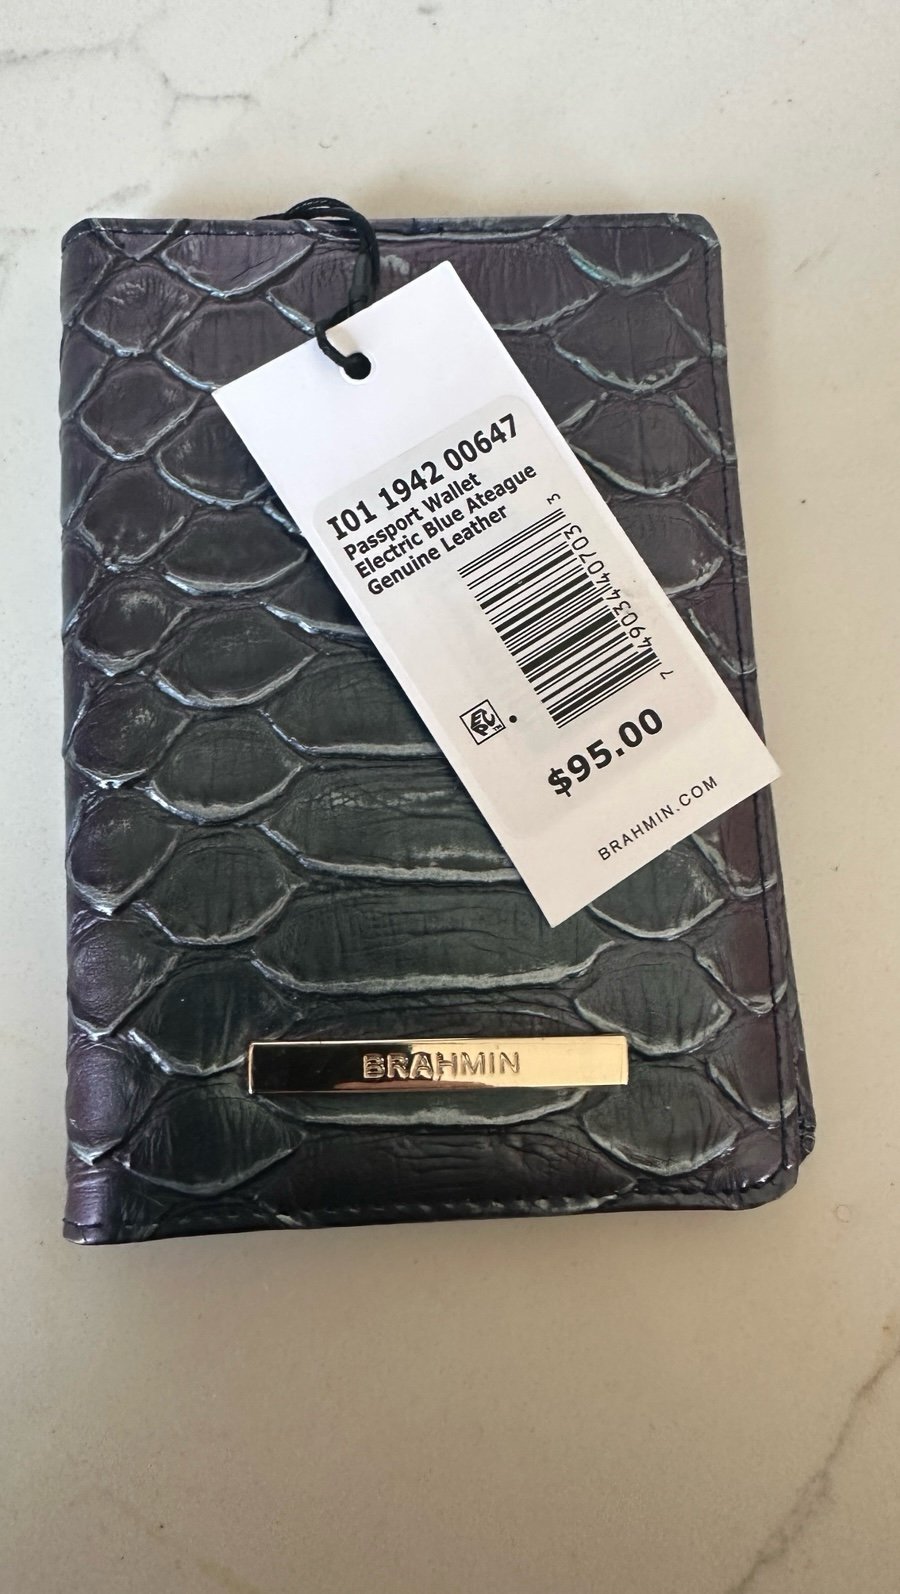 I01 1942 00647
Passport Wallet
Electric Blue Ateague
Genuine Leather
7 49034 40703 3
EPC
$95.00
BRAHMIN.COM
BRAHMIN